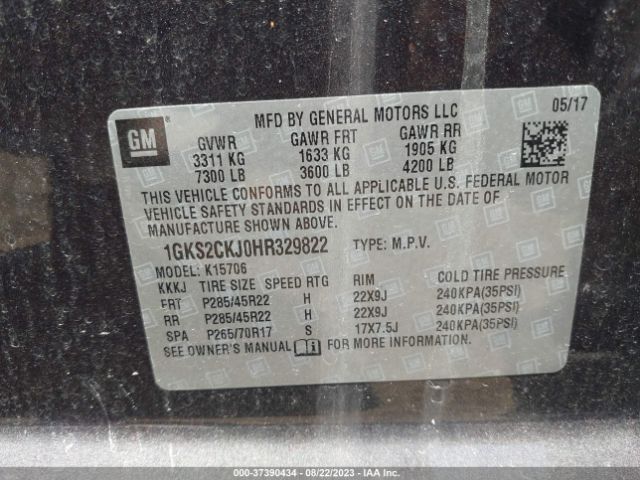 GM
MFD BY GENERAL MOTORS LLC
05/17
GVWR GAWR FRT GAWR RR
3311 KG 1633 KG 1905 KG
7300 LB 3600 LB 4200 LB
THIS VEHICLE CONFORMS TO ALL APPLICABLE U.S. FEDERAL MOTOR
VEHICLE SAFETY STANDARDS IN EFFECT ON THE DATE OF
MANUFACTURE SHOWN ABOVE.
1GKS2CKJ0HR329822 TYPE: M.P.V.
MODEL: K15706
KKKJ TIRE SIZE SPEED RTG RIM COLD TIRE PRESSURE
FRT P285/45R22 H 22X9J 240KPA(35PSI)
RR P285/45R22 H 22X9J 240KPA(35PSI)
SPA P265/70R17 S 17X7.5J 240KPA(35PSI)
SEE OWNER'S MANUAL FOR MORE INFORMATION.
000-37390434 - 08/22/2023 - IAA Inc.